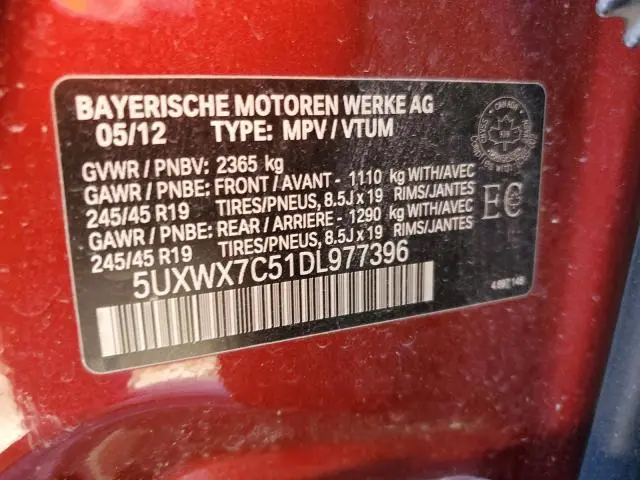 BAYERISCHE MOTOREN WERKE AG
05/12 TYPE: MPV / VTUM
GVWR / PNBV: 2365 kg
GAWR / PNBE: FRONT / AVANT - 1110 kg WITH/AVEC
245/45 R19 TIRES/PNEUS, 8.5J x 19 RIMS/JANTES
GAWR / PNBE: REAR / ARRIERE - 1290 kg WITH/AVEC
245/45 R19 TIRES/PNEUS, 8.5J x 19 RIMS/JANTES
5UXWX7C51DL977396
CANADA
EC